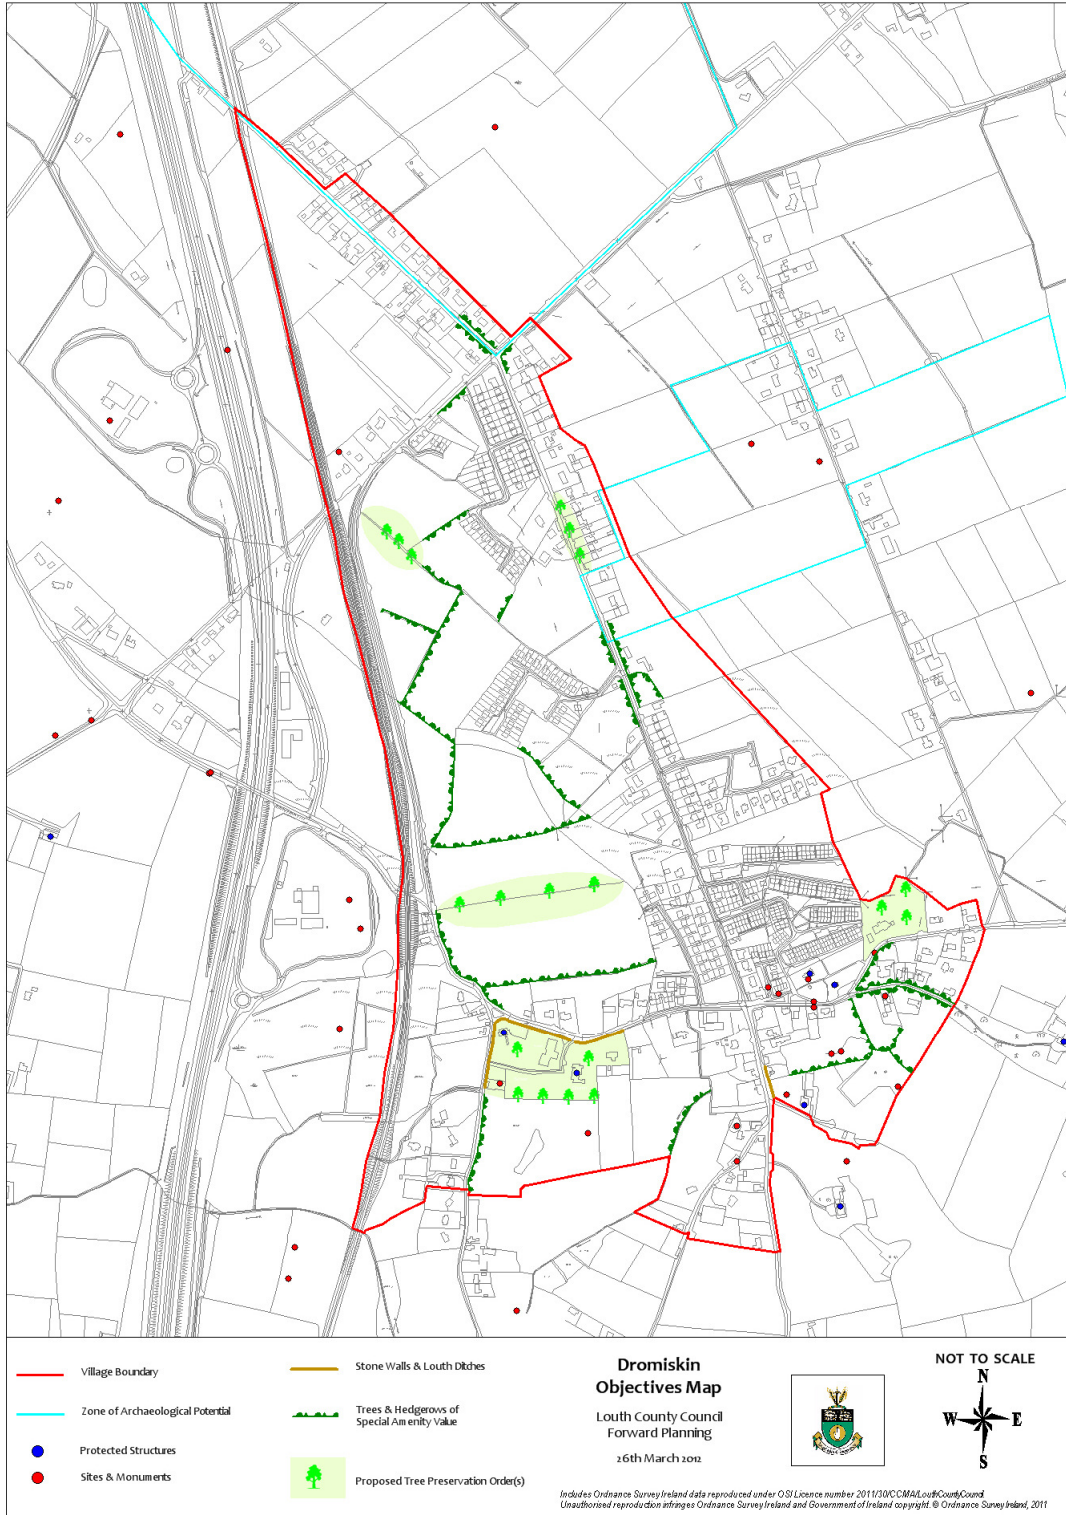 Village Boundary
Zone of Archaeological Potential
Protected Structures
Sites & Monuments
Stone Walls & Louth Ditches
Trees & Hedgerows of
Special Amenity Value
Proposed Tree Preservation Order(s)
Dromiskin
Objectives Map
Louth County Council
Forward Planning
26th March 2012
NOT TO SCALE
N
W E
S
Includes Ordnance Survey Ireland data reproduced under OSI Licence number 2011/30/CCMA/LouthCountyCouncil
Unauthorised reproduction infringes Ordnance Survey Ireland and Government of Ireland copyright. © Ordnance Survey Ireland, 2011